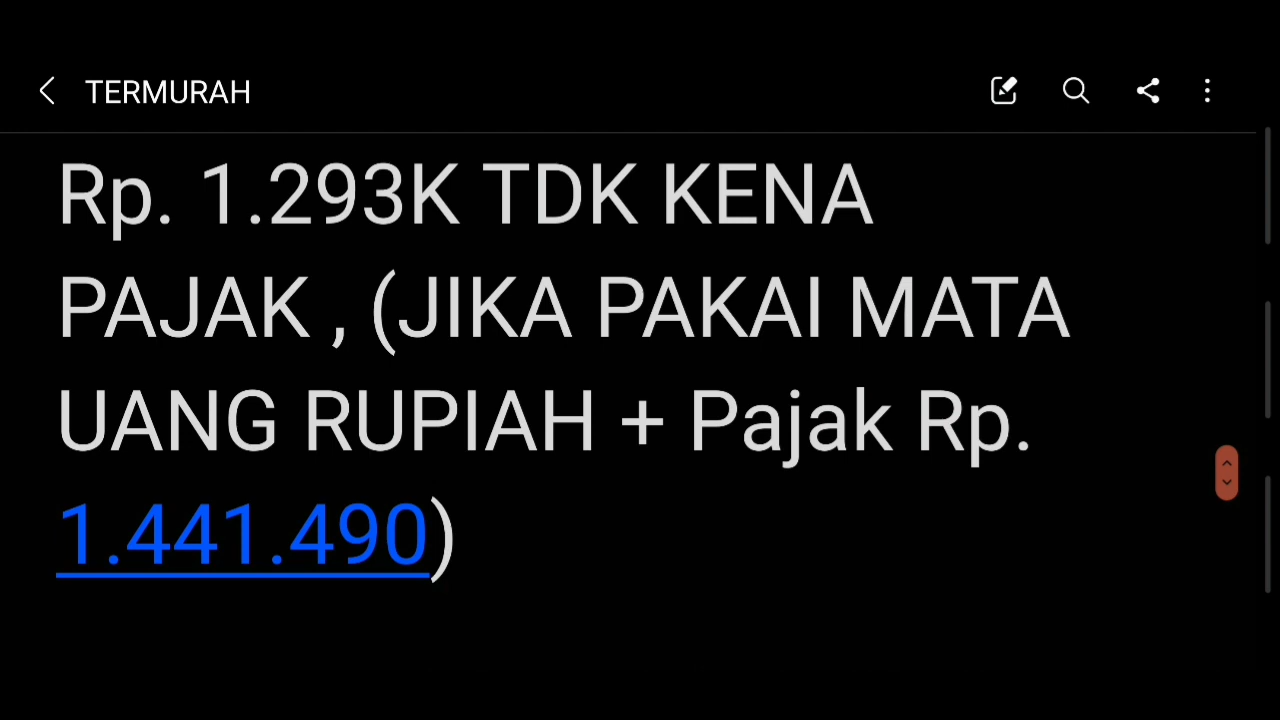 TERMURAH
Rp. 1.293K TDK KENA
PAJAK , (JIKA PAKAI MATA
UANG RUPIAH + Pajak Rp.
1.441.490)